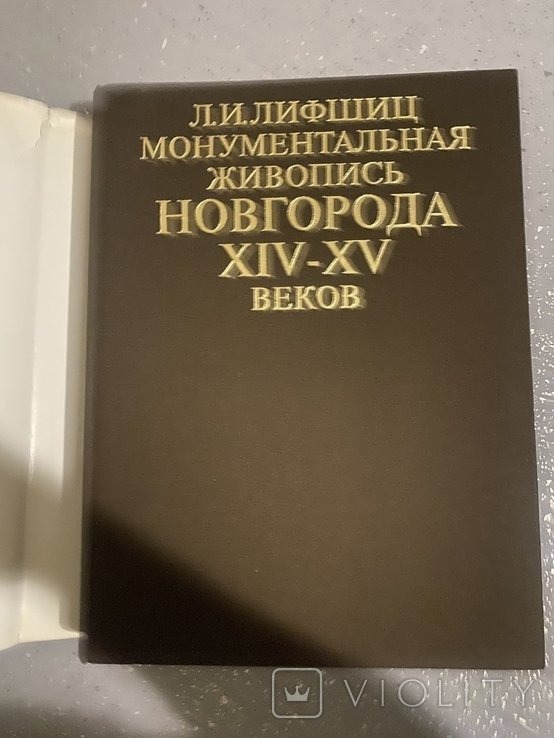 Л.И.ЛИФШИЦ
МОНУМЕНТАЛЬНАЯ
ЖИВОПИСЬ
НОВГОРОДА
XIV-XV
ВЕКОВ
VIOLITY